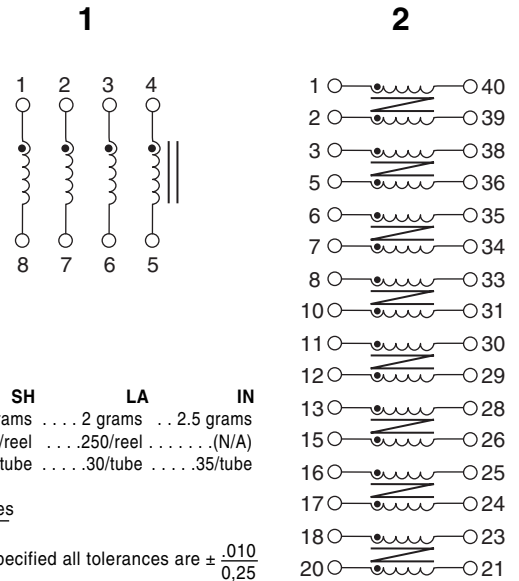 1
2
1 2 3 4
8 7 6 5
1 40
2 39
3 38
5 36
6 35
7 34
8 33
10 31
11 30
12 29
13 28
15 26
16 25
17 24
18 23
20 21
SH LA IN
. . . . 2 grams . . 2.5 grams
/reel . . . .250/reel . . . . . . .(N/A)
/tube . . . . .30/tube . . . . .35/tube
all tolerances are ± .010
0,25